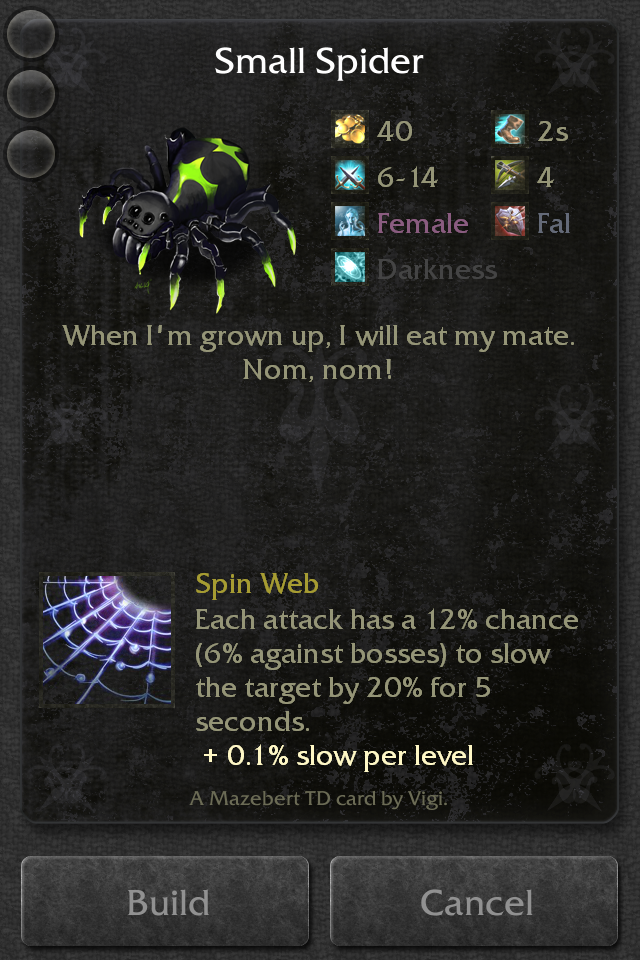 Small Spider
40 2s
6-14 4
Female Fal
Darkness
When I'm grown up, I will eat my mate.
Nom, nom!
Spin Web
Each attack has a 12% chance
(6% against bosses) to slow
the target by 20% for 5
seconds.
+ 0.1% slow per level
A Mazebert TD card by Vigi.
Build Cancel